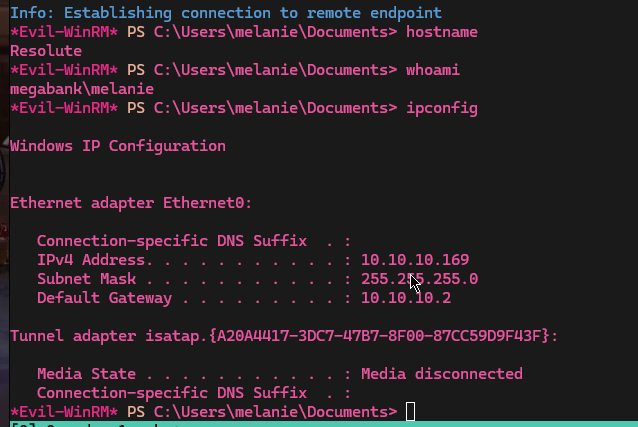 Info: Establishing connection to remote endpoint
*Evil-WinRM* PS C:\Users\melanie\Documents> hostname
Resolute
*Evil-WinRM* PS C:\Users\melanie\Documents> whoami
megabank\melanie
*Evil-WinRM* PS C:\Users\melanie\Documents> ipconfig
Windows IP Configuration
Ethernet adapter Ethernet0:
Connection-specific DNS Suffix  . :
IPv4 Address. . . . . . . . . . . : 10.10.10.169
Subnet Mask . . . . . . . . . . . : 255.255.255.0
Default Gateway . . . . . . . . . : 10.10.10.2
Tunnel adapter isatap.{A20A4417-3DC7-47B7-8F00-87CC59D9F43F}:
Media State . . . . . . . . . . . : Media disconnected
Connection-specific DNS Suffix  . :
*Evil-WinRM* PS C:\Users\melanie\Documents>